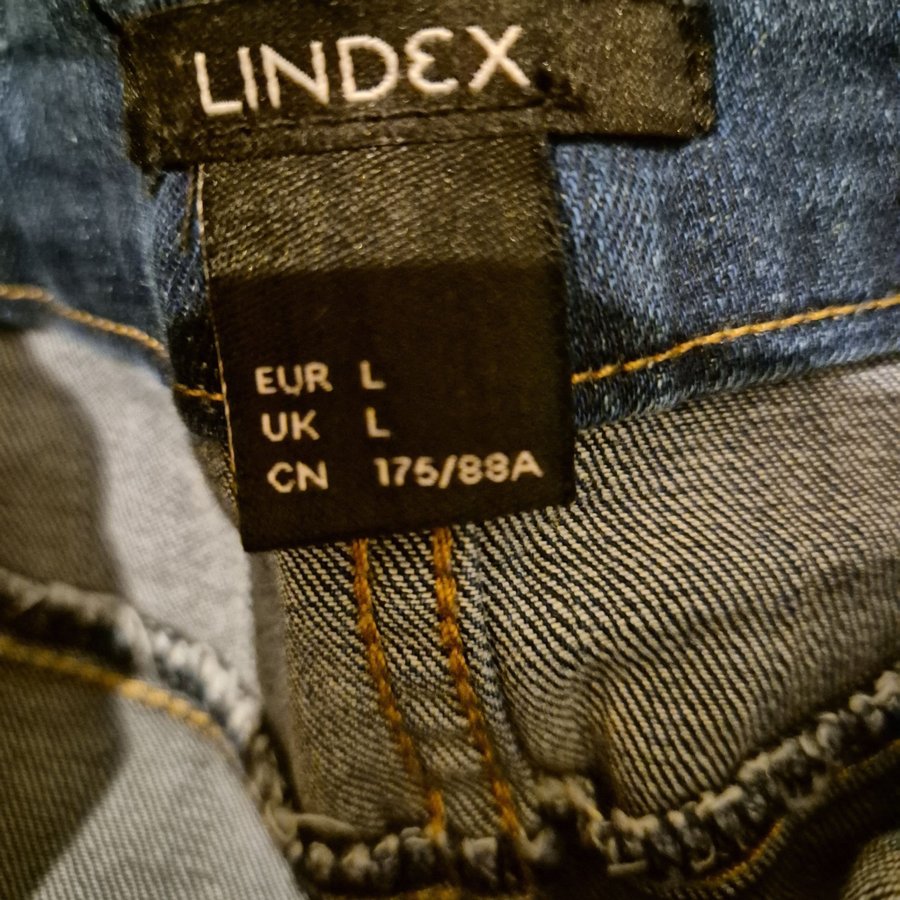 LINDEX
EUR L
UK L
CN 175/88A